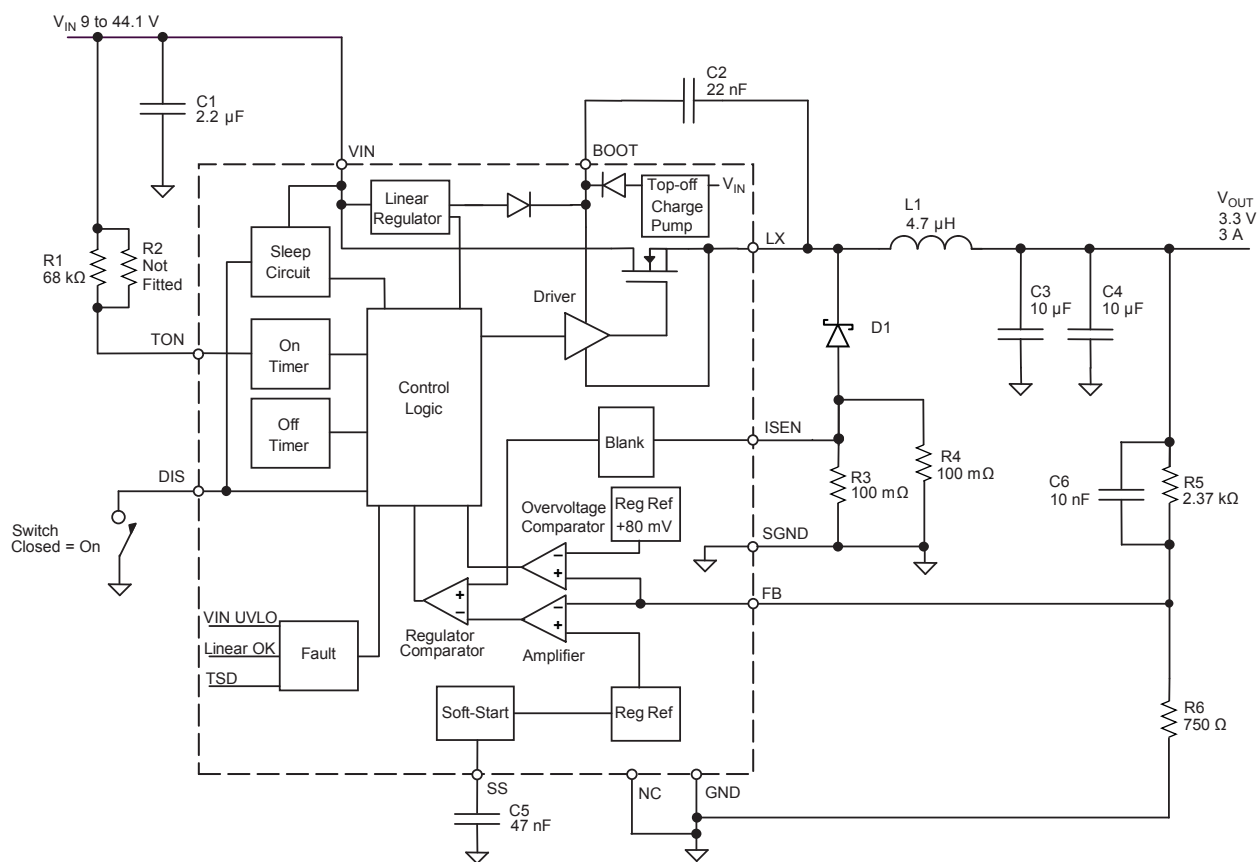 VIN 9 to 44.1 V
C1
2.2 µF
C2
22 nF
VIN
BOOT
Linear
Regulator
Top-off
Charge
Pump
VIN
LX
L1
4.7 µH
VOUT
3.3 V
3 A
R1
68 kΩ
R2
Not
Fitted
Sleep
Circuit
Driver
C3
10 µF
C4
10 µF
D1
TON
On
Timer
Control
Logic
Off
Timer
Blank
ISEN
R3
100 mΩ
R4
100 mΩ
C6
10 nF
R5
2.37 kΩ
DIS
Switch
Closed = On
Overvoltage
Comparator
Reg Ref
+80 mV
SGND
–
+
+
–
–
+
FB
VIN UVLO
Linear OK
TSD
Fault
Regulator
Comparator
Amplifier
Soft-Start
Reg Ref
R6
750 Ω
SS
NC
GND
C5
47 nF